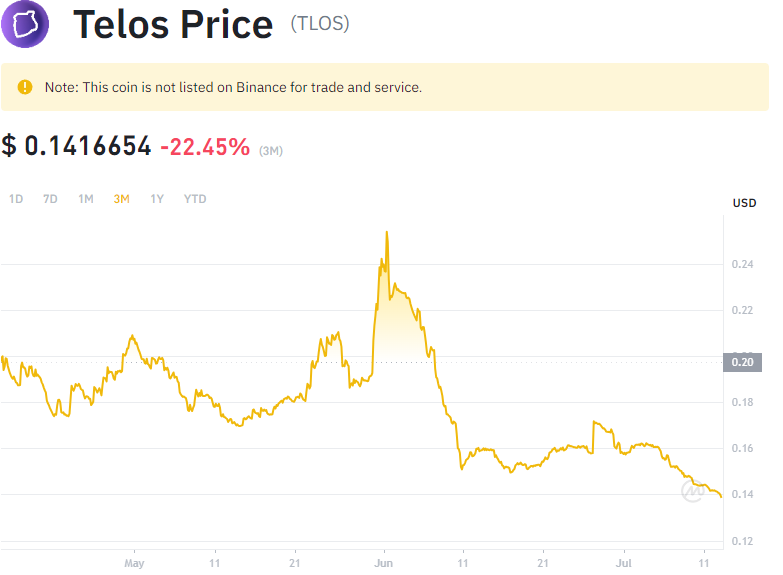 Telos Price (TLOS)
Note: This coin is not listed on Binance for trade and service.
$ 0.1416654 -22.45% (3M)
1D 7D 1M 3M 1Y YTD
USD
0.24
0.22
0.20
0.20
0.18
0.16
0.14
0.12
May 11 21 Jun 11 21 Jul 11